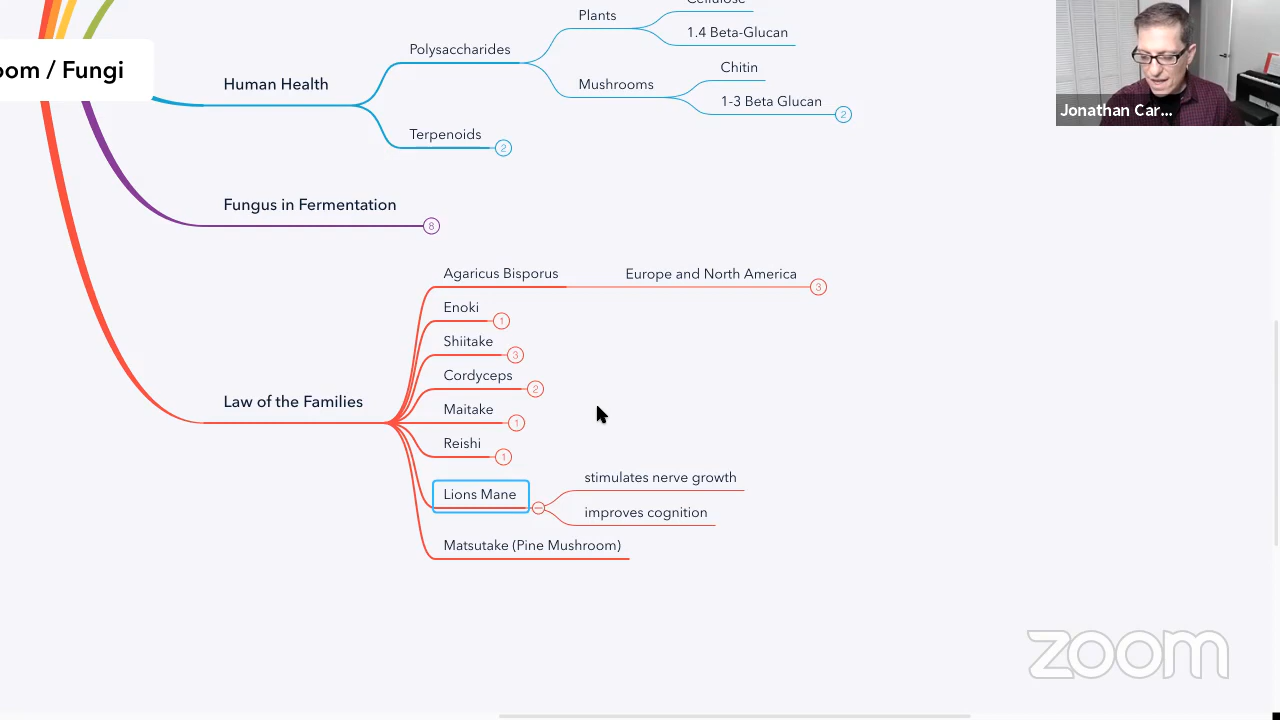 Cellulose
Plants
1.4 Beta-Glucan
Polysaccharides
oom / Fungi
Human Health
Mushrooms
Chitin
1-3 Beta Glucan
2
Terpenoids
2
Jonathan Car...
Fungus in Fermentation
8
Agaricus Bisporus
Europe and North America
3
Enoki
1
Shiitake
3
Cordyceps
2
Law of the Families
Maitake
1
Reishi
1
Lions Mane
stimulates nerve growth
improves cognition
Matsutake (Pine Mushroom)
zoom